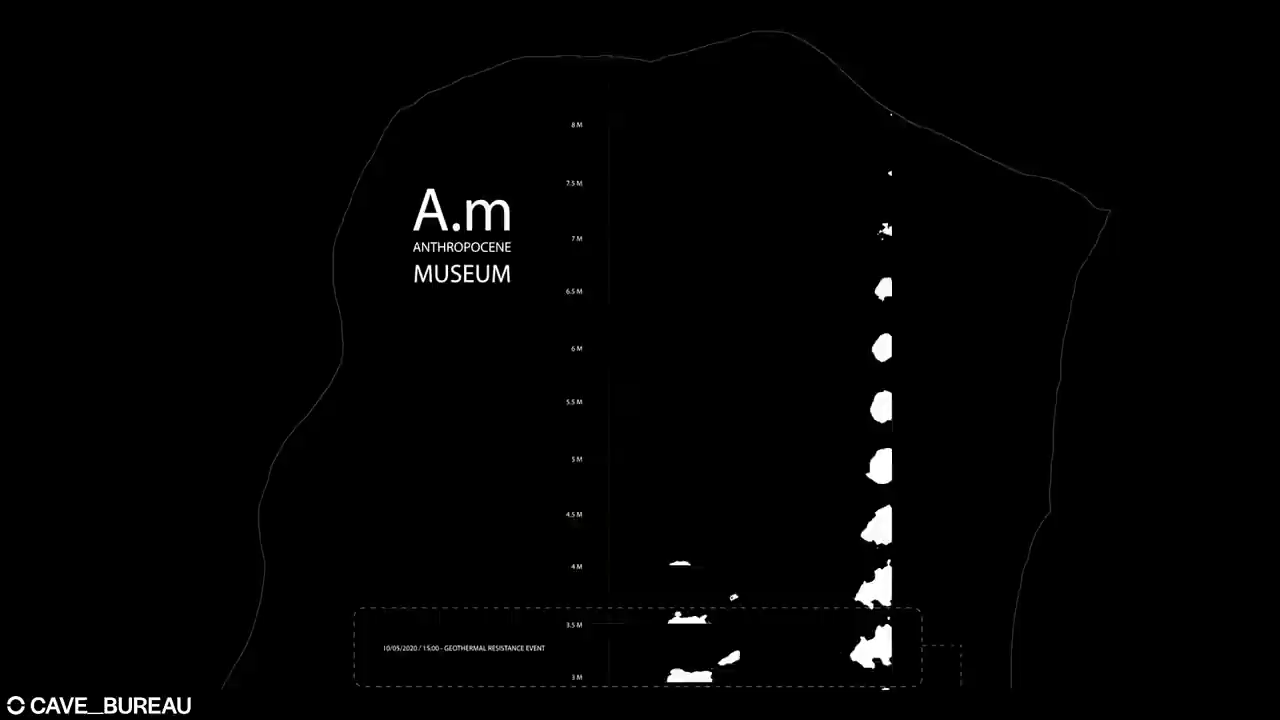 8 M
7.5 M
A.m
ANTHROPOCENE
MUSEUM
7 M
6.5 M
6 M
5.5 M
5 M
4.5 M
4 M
3.5 M
10/05/2020 / 15:00 - GEOTHERMAL RESISTANCE EVENT
3 M
CAVE_BUREAU